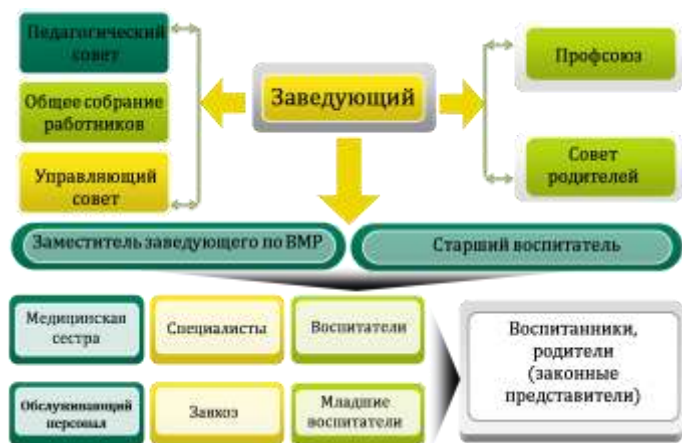 Педагогический
совет
Общее собрание
работников
Управляющий
совет
Заведующий
Профсоюз
Совет
родителей
Заместитель заведующего по ВМР
Старший воспитатель
Медицинская
сестра
Специалисты
Воспитатели
Обслуживающий
персонал
Завхоз
Младшие
воспитатели
Воспитанники,
родители
(законные
представители)